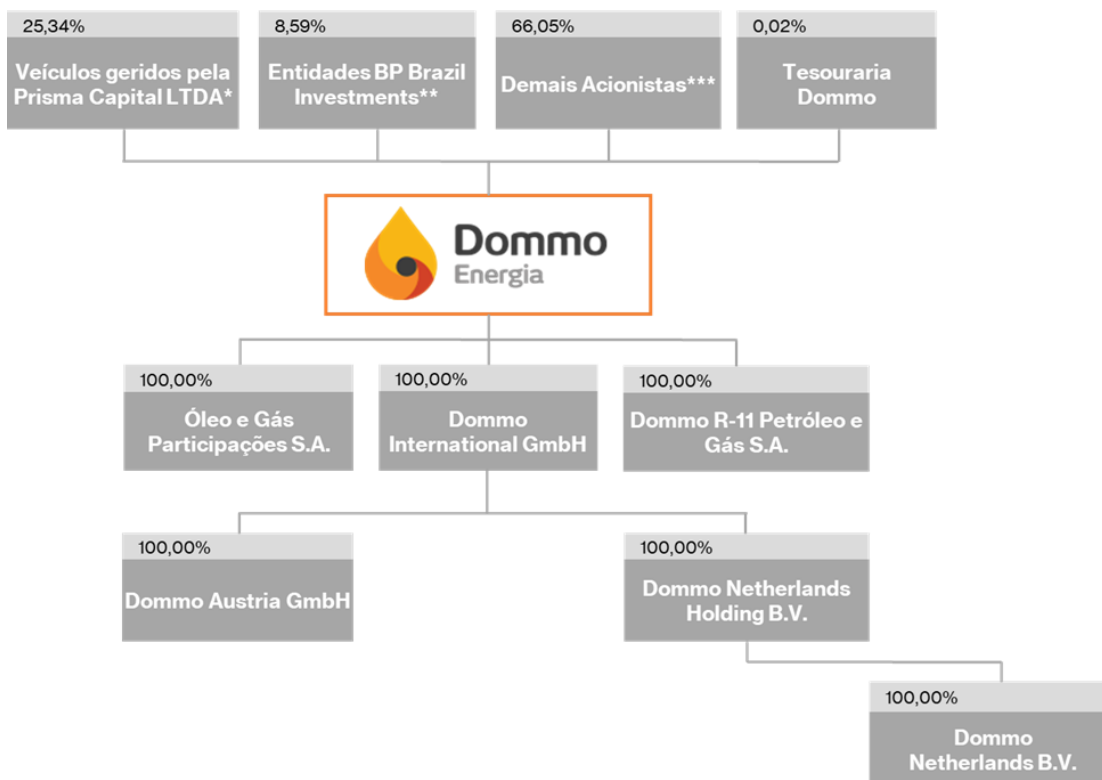 25,34%
Veículos geridos pela
Prisma Capital LTDA*
8,59%
Entidades BP Brazil
Investments**
66,05%
Demais Acionistas***
0,02%
Tesouraria
Dommo
Dommo
Energia
100,00%
Óleo e Gás
Participações S.A.
100,00%
Dommo
International GmbH
100,00%
Dommo R-11 Petróleo e
Gás S.A.
100,00%
Dommo Austria GmbH
100,00%
Dommo Netherlands
Holding B.V.
100,00%
Dommo
Netherlands B.V.